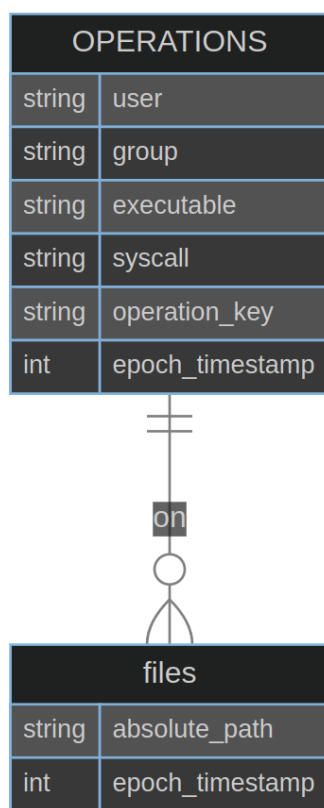 OPERATIONS
string user
string group
string executable
string syscall
string operation_key
int epoch_timestamp
on
files
string absolute_path
int epoch_timestamp